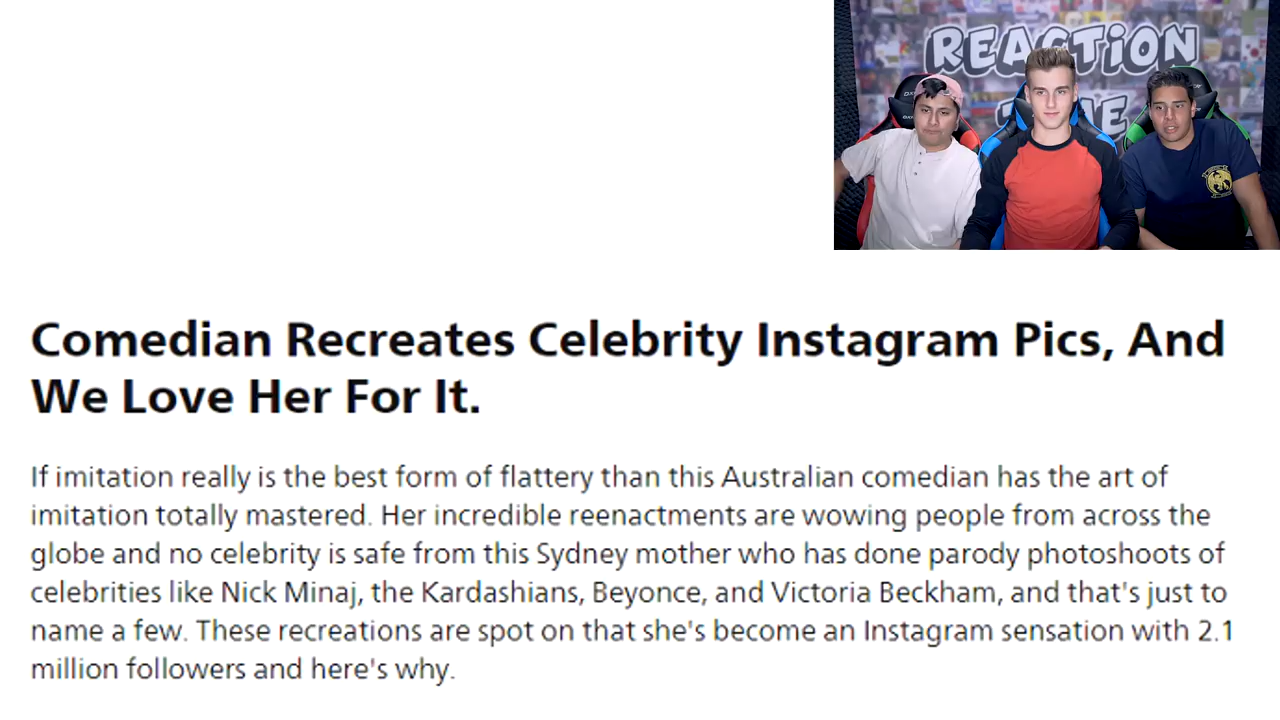 REACTION
TIME
Comedian Recreates Celebrity Instagram Pics, And
We Love Her For It.
If imitation really is the best form of flattery than this Australian comedian has the art of
imitation totally mastered. Her incredible reenactments are wowing people from across the
globe and no celebrity is safe from this Sydney mother who has done parody photoshoots of
celebrities like Nick Minaj, the Kardashians, Beyonce, and Victoria Beckham, and that's just to
name a few. These recreations are spot on that she's become an Instagram sensation with 2.1
million followers and here's why.